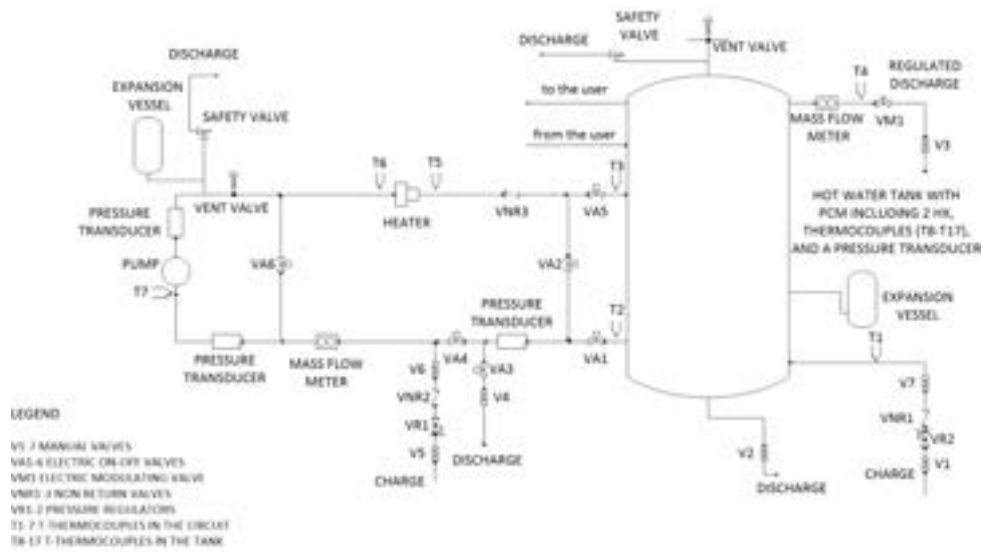 SAFETY
VALVE
DISCHARGE
VENT VALVE
DISCHARGE
T4
REGULATED
DISCHARGE
EXPANSION
VESSEL
to the user
MASS FLOW
METER
VM1
SAFETY VALVE
from the user
V3
T6
T5
T3
VENT VALVE
HEATER
VNR3
VA5
HOT WATER TANK WITH
PCM INCLUDING 2 HX,
THERMOCOUPLES (T8-T17),
AND A PRESSURE TRANSDUCER
PRESSURE
TRANSDUCER
PUMP
VA6
VA2
T7
PRESSURE
TRANSDUCER
T2
EXPANSION
VESSEL
T1
PRESSURE
TRANSDUCER
MASS FLOW
METER
VA4
VA1
V6
VA3
V7
VNR2
V4
VNR1
VR1
VR2
V5
DISCHARGE
V2
V1
CHARGE
DISCHARGE
CHARGE
LEGEND
V1-7 MANUAL VALVES
VA1-6 ELECTRIC ON-OFF VALVES
VM1 ELECTRIC MODULATING VALVE
VNR1-3 NON RETURN VALVES
VR1-2 PRESSURE REGULATORS
T1-7 T-THERMOCOUPLES IN THE CIRCUIT
T8-17 T-THERMOCOUPLES IN THE TANK